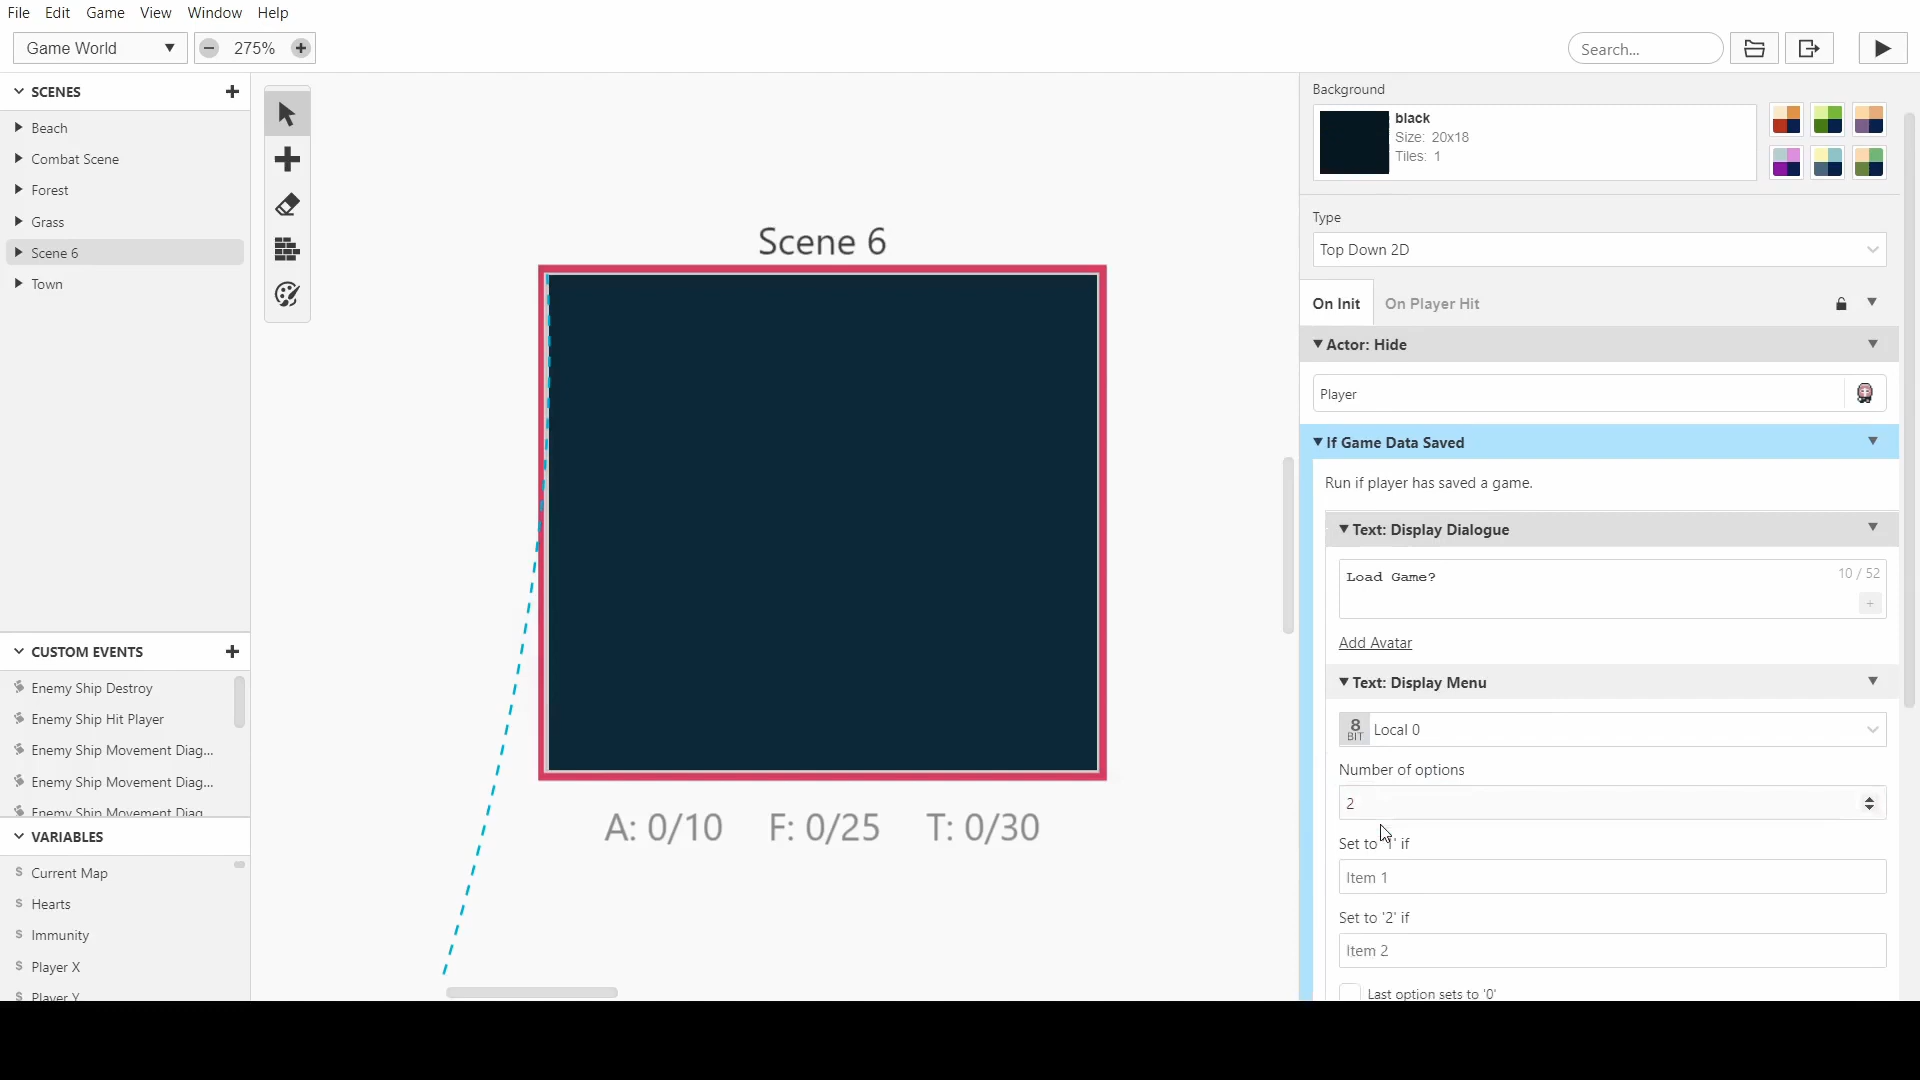 File Edit Game View Window Help
Game World
275%
Search...
SCENES
Beach
Combat Scene
Forest
Grass
Scene 6
Town
CUSTOM EVENTS
Enemy Ship Destroy
Enemy Ship Hit Player
Enemy Ship Movement Diag...
Enemy Ship Movement Diag...
Enemy Ship Movement Diag
VARIABLES
$ Current Map
$ Hearts
$ Immunity
$ Player X
$ Player Y
Scene 6
A: 0/10 F: 0/25 T: 0/30
Background
black
Size: 20x18
Tiles: 1
Type
Top Down 2D
On Init On Player Hit
Actor: Hide
Player
If Game Data Saved
Run if player has saved a game.
Text: Display Dialogue
Load Game?
10 / 52
+
Add Avatar
Text: Display Menu
8 BIT Local 0
Number of options
2
Set to '1' if
Item 1
Set to '2' if
Item 2
Last option sets to '0'